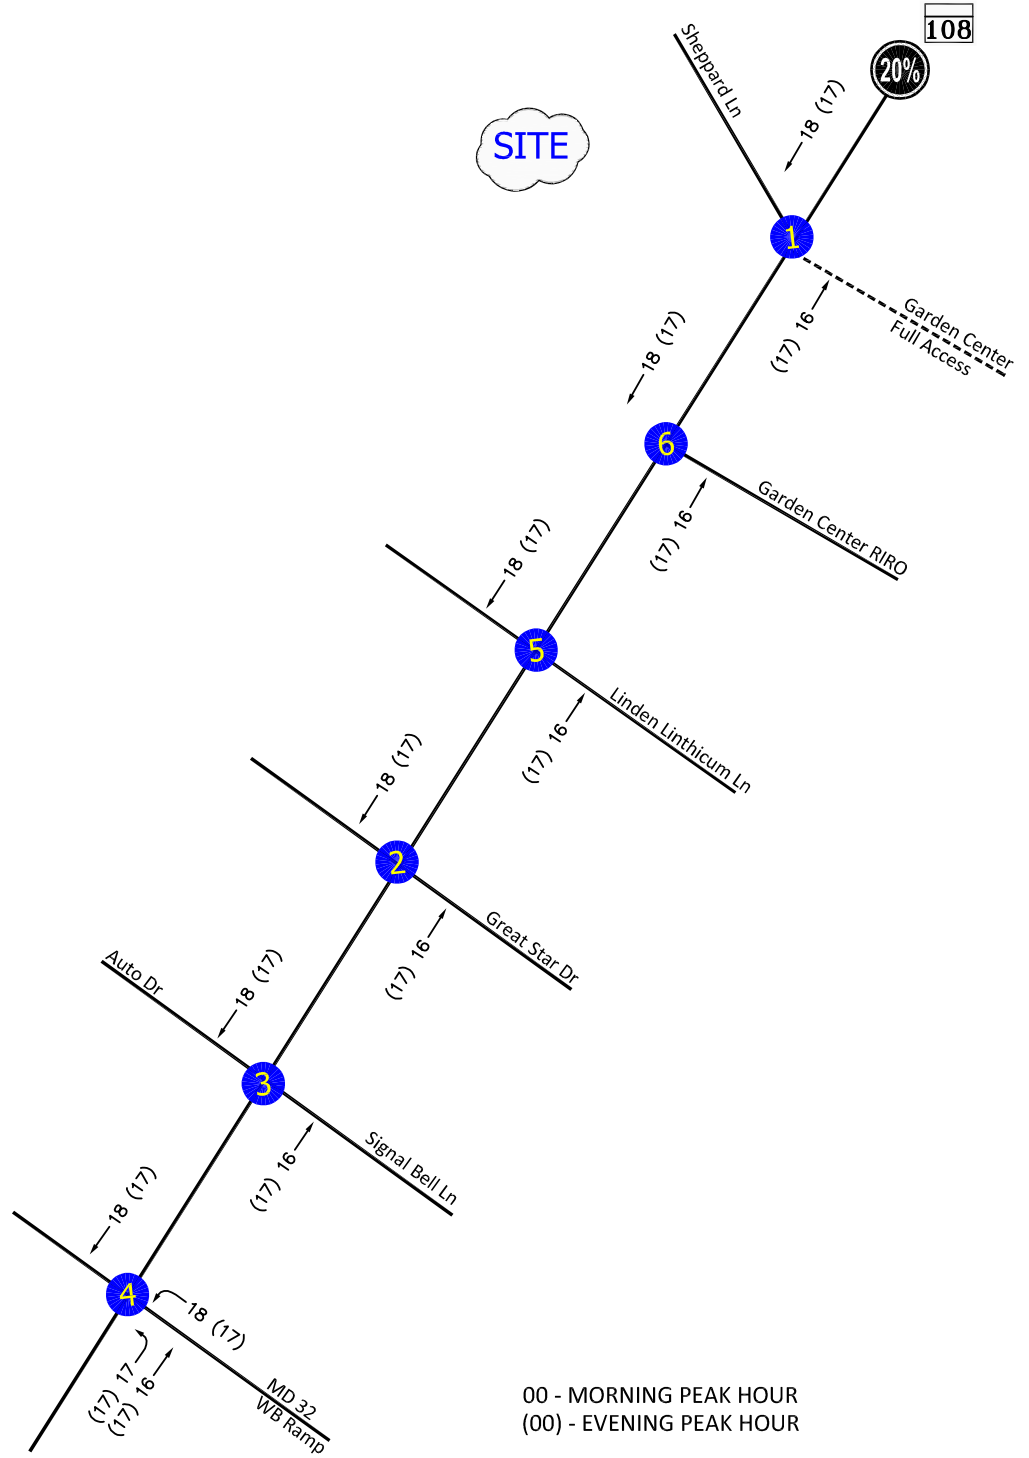 108
20%
Sheppard Ln
18 (17)
SITE
1
(17) 16
Garden Center
Full Access
18 (17)
6
(17) 16
Garden Center RIRO
18 (17)
5
(17) 16
Linden Linthicum Ln
18 (17)
2
(17) 16
Great Star Dr
Auto Dr
18 (17)
3
(17) 16
Signal Bell Ln
18 (17)
4
18 (17)
(17) 17
(17) 16
MD 32
WB Ramp
00 - MORNING PEAK HOUR
(00) - EVENING PEAK HOUR